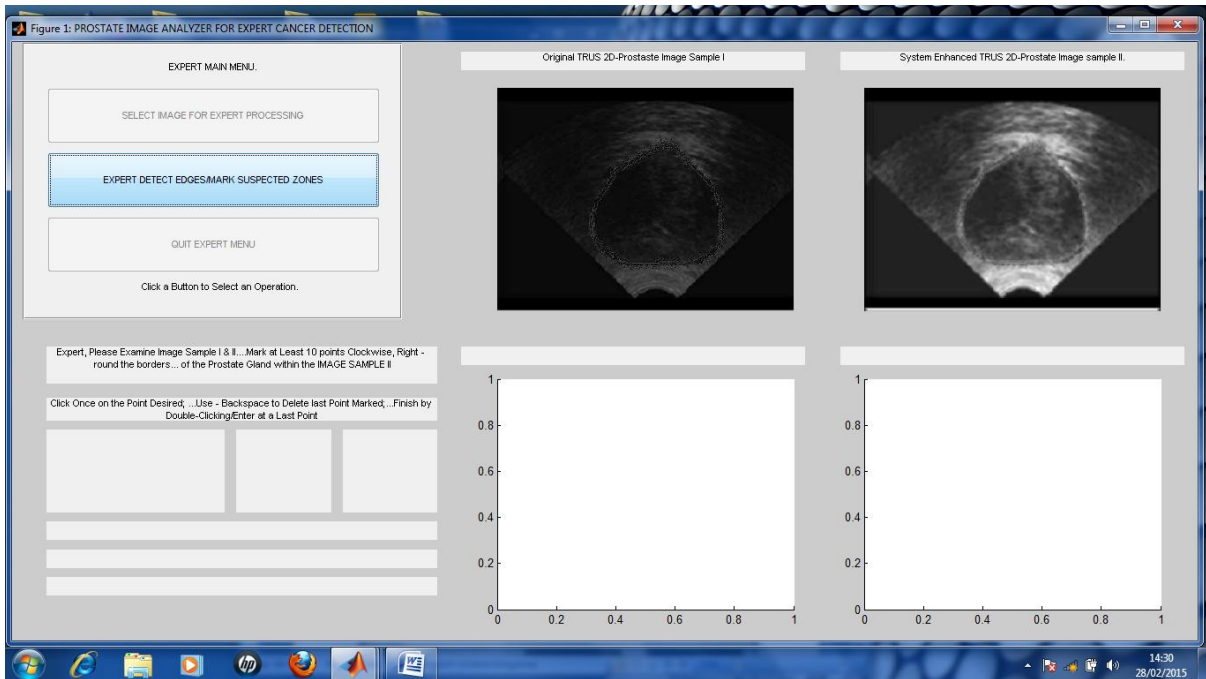 Figure 1: PROSTATE IMAGE ANALYZER FOR EXPERT CANCER DETECTION
EXPERT MAIN MENU.
SELECT IMAGE FOR EXPERT PROCESSING
EXPERT DETECT EDGES/MARK SUSPECTED ZONES
QUIT EXPERT MENU
Click a Button to Select an Operation.
Original TRUS 2D-Prostaste Image Sample I
System Enhanced TRUS 2D-Prostate Image sample II.
Expert, Please Examine Image Sample I & II....Mark at Least 10 points Clockwise, Right -
round the borders... of the Prostate Gland within the IMAGE SAMPLE II
Click Once on the Point Desired; ...Use - Backspace to Delete last Point Marked;...Finish by
Double-Clicking/Enter at a Last Point
1
0.8
0.6
0.4
0.2
0
0 0.2 0.4 0.6 0.8 1
1
0.8
0.6
0.4
0.2
0
0 0.2 0.4 0.6 0.8 1
hp
W
14:30
28/02/2015